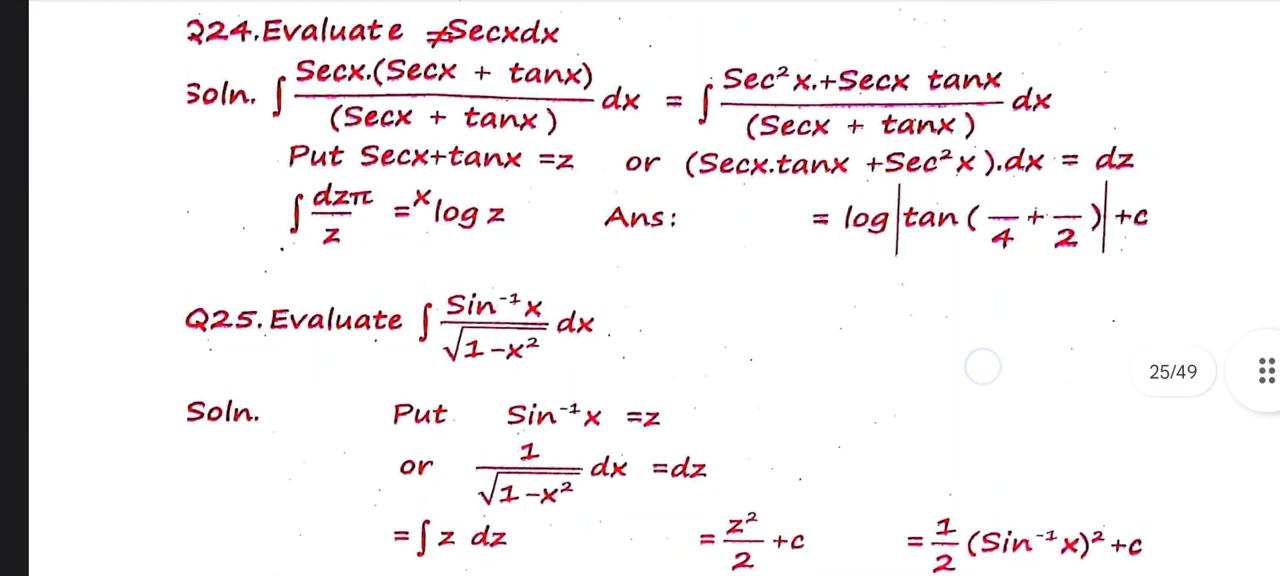 Q24.Evaluate ≠Secxdx
Soln. ∫ Secx.(Secx + tanx) / (Secx + tanx) dx = ∫ Sec²x.+Secx tanx / (Secx + tanx) dx
Put Secx+tanx =z or (Secx.tanx +Sec²x).dx = dz
∫ dzπ / z =ˣ log z Ans: = log |tan ( — / 4 + — / 2 )| +c
Q25.Evaluate ∫ Sin⁻¹x / √1-x² dx
Soln. Put Sin⁻¹x =z
or 1 / √1-x² dx =dz
=∫z dz = z² / 2 +c = 1 / 2 (Sin⁻¹x)² +c
25/49